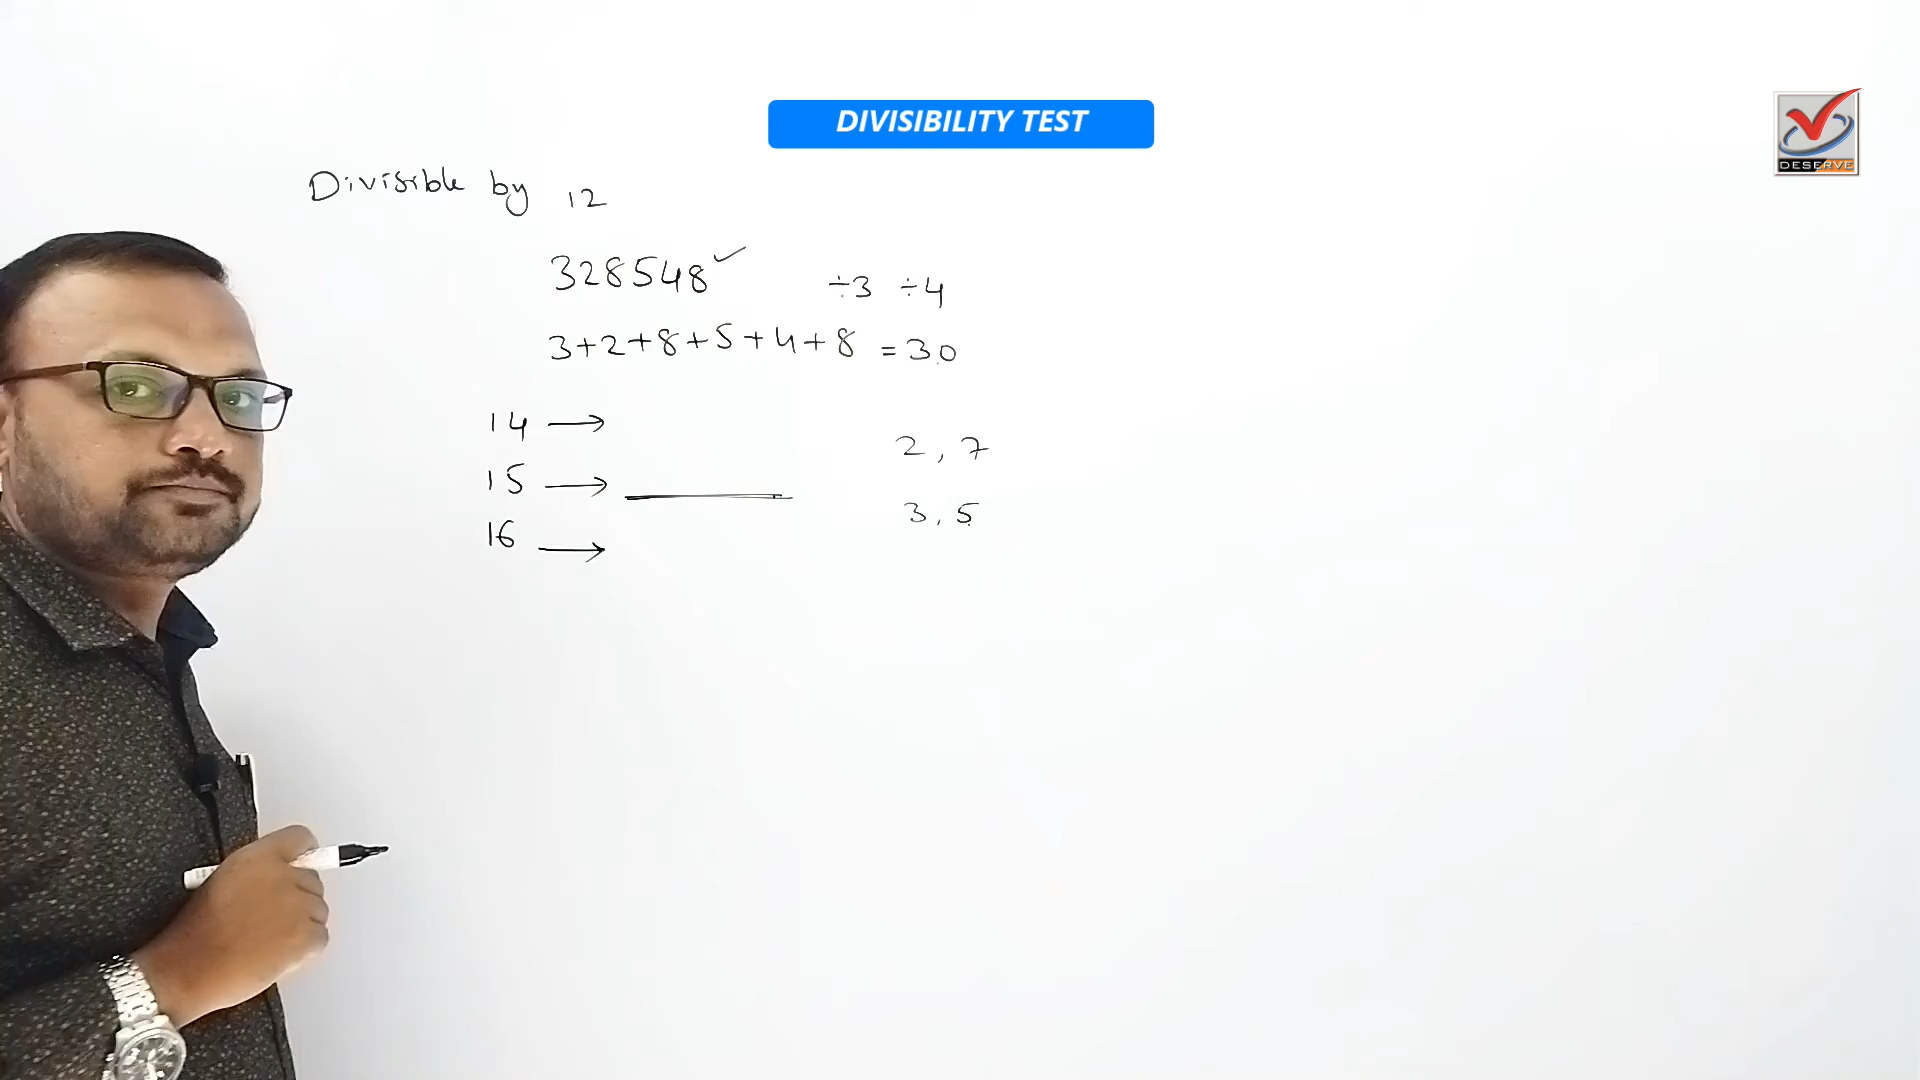 DIVISIBILITY TEST
DESERVE
Divisible by 12
328548✓ ÷3 ÷4
3+2+8+5+4+8 = 30
14 → 2, 7
15 → 3, 5
16 →